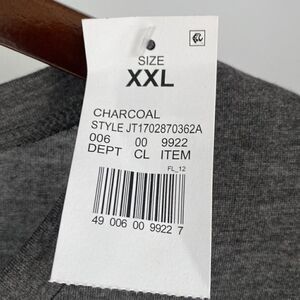 SIZE
XXL
CHARCOAL
STYLE JT1702870362A
006 00 9922
DEPT CL ITEM
FL_12
49 006 00 9922 7